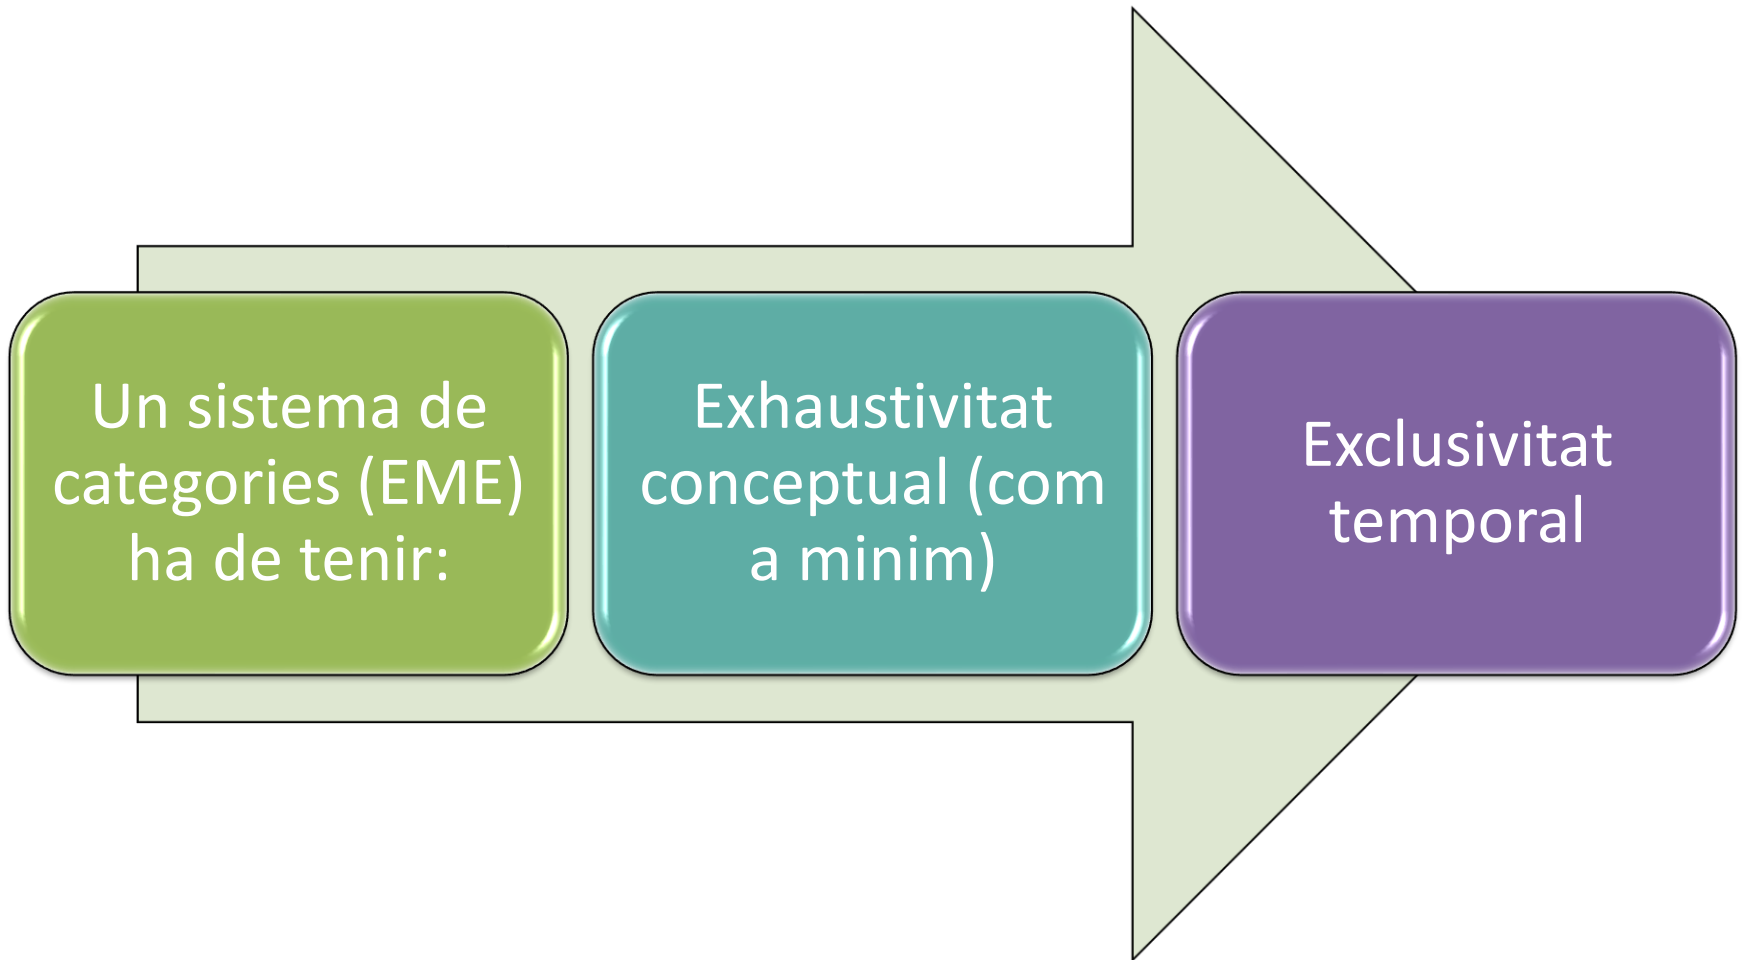 Un sistema de
categories (EME)
ha de tenir:
Exhaustivitat
conceptual (com
a minim)
Exclusivitat
temporal